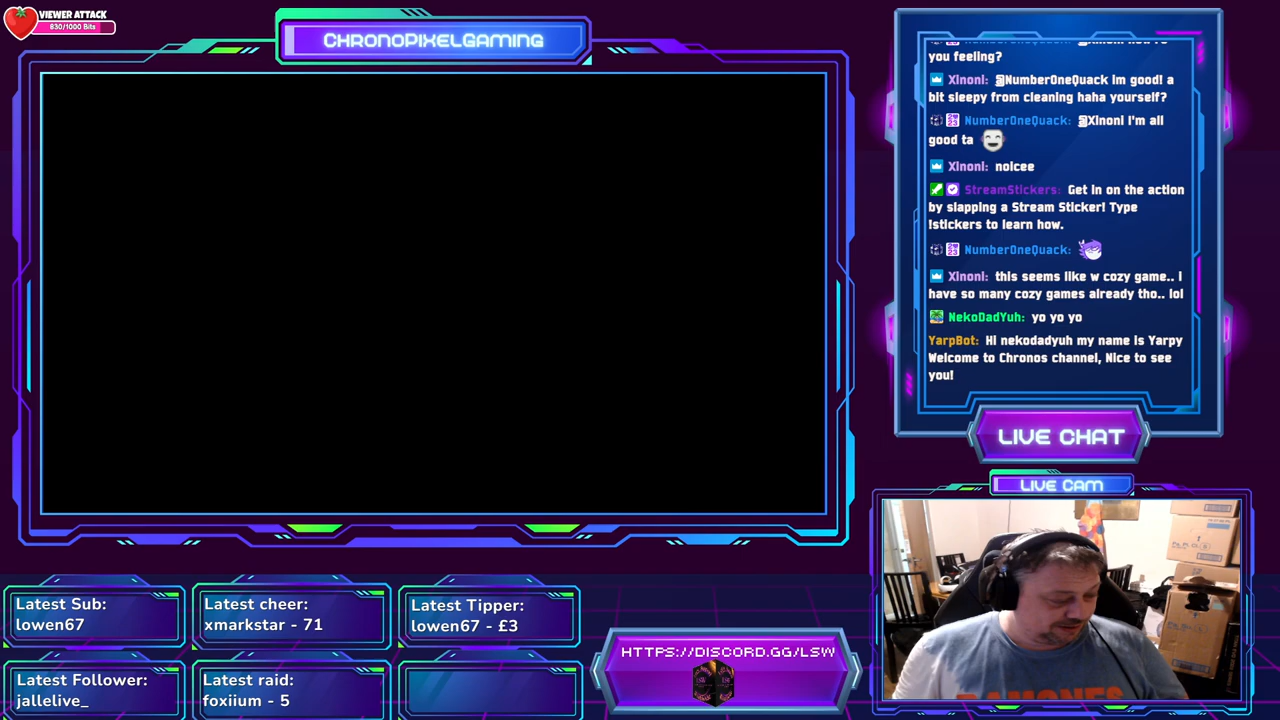 VIEWER ATTACK
630/1000 Bits
CHRONOPIXELGAMING
you feeling?
Xinoni: @NumberOneQuack im good! a
bit sleepy from cleaning haha yourself?
NumberOneQuack: @Xinoni I'm all
good ta
Xinoni: noicee
StreamStickers: Get in on the action
by slapping a Stream Sticker! Type
!stickers to learn how.
NumberOneQuack:
Xinoni: this seems like w cozy game.. i
have so many cozy games already tho.. lol
NekoDadYuh: yo yo yo
YarpBot: Hi nekodadyuh my name is Yarpy
Welcome to Chronos channel, Nice to see
you!
LIVE CHAT
LIVE CAM
Latest Sub:
lowen67
Latest cheer:
xmarkstar - 71
Latest Tipper:
lowen67 - £3
HTTPS://DISCORD.GG/LSW
Latest Follower:
jallelive_
Latest raid:
foxiium - 5
RAMONES